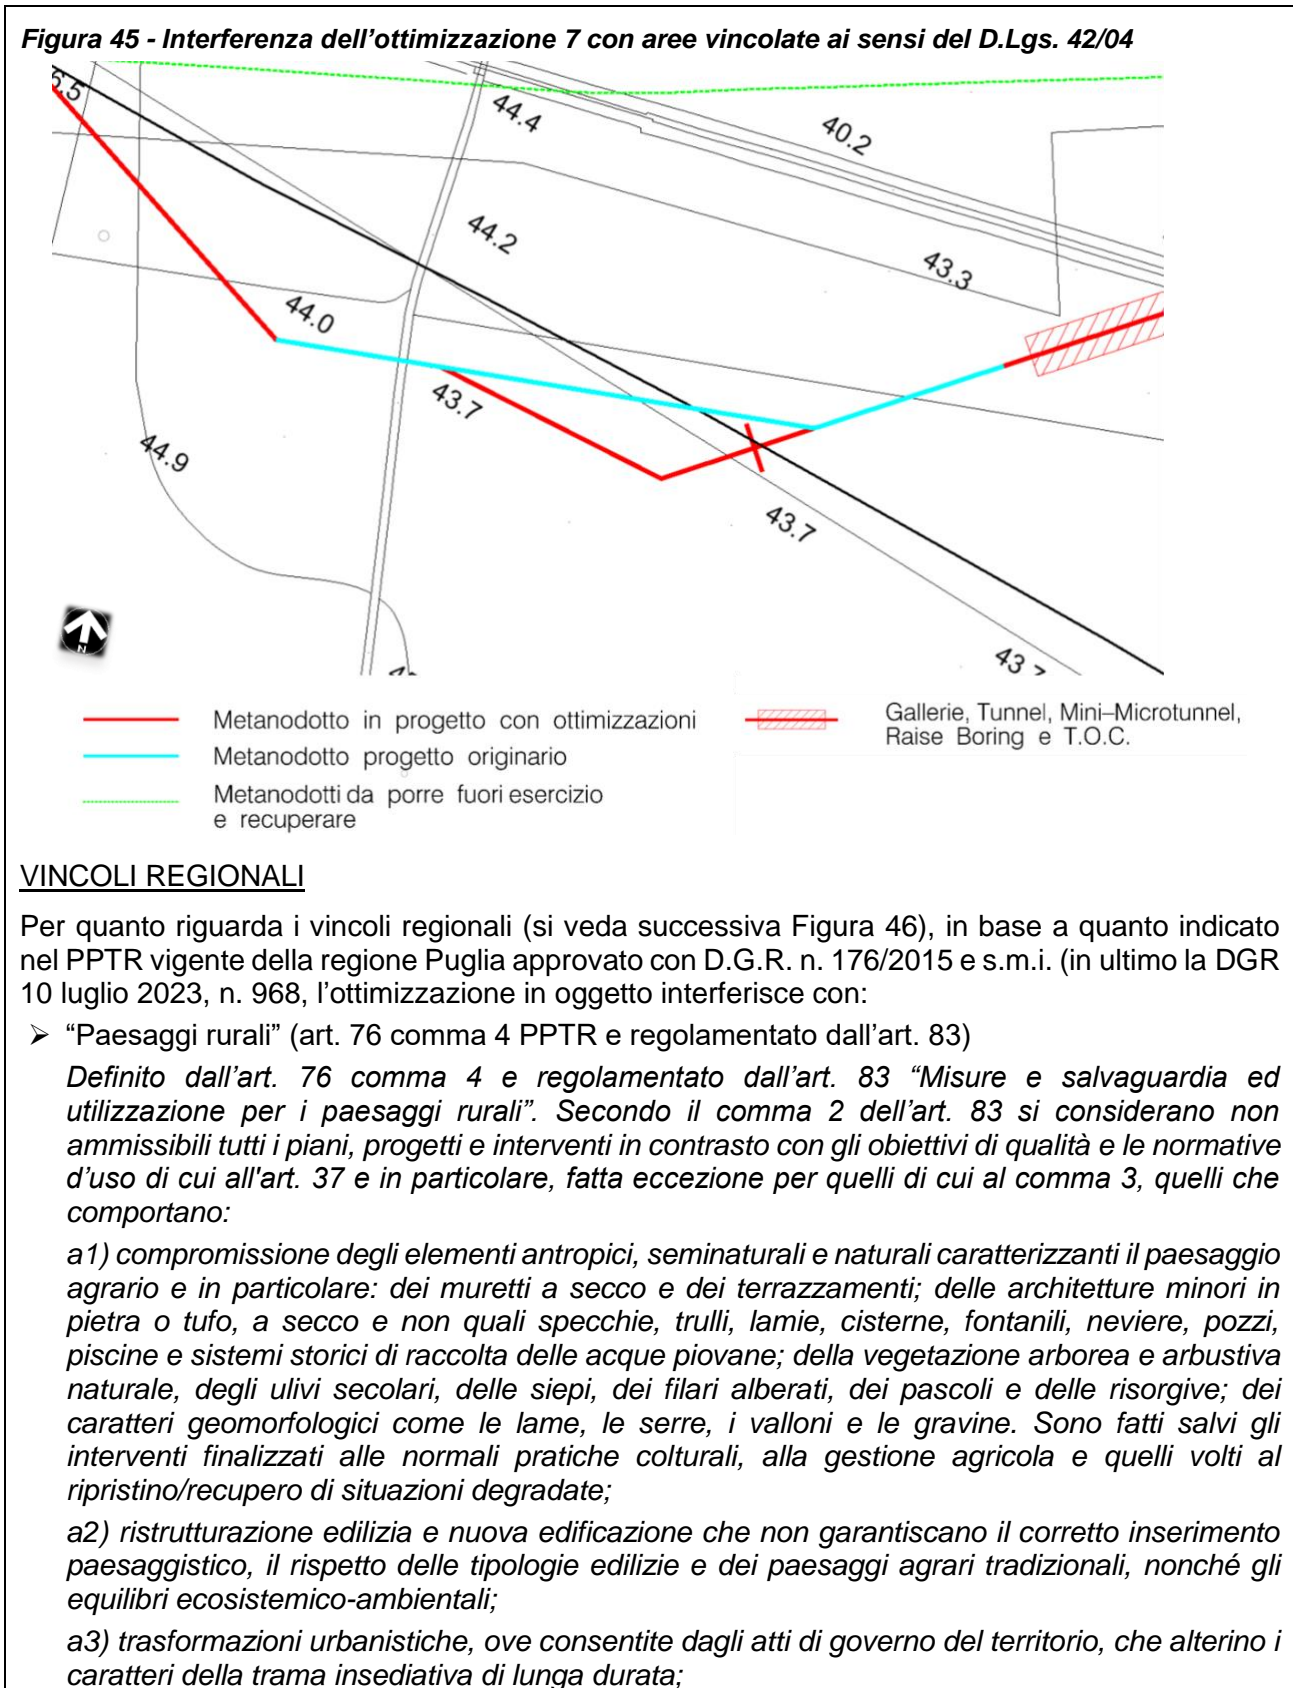 Figura 45 - Interferenza dell'ottimizzazione 7 con aree vincolate ai sensi del D.Lgs. 42/04
6.5
44.4
40.2
44.2
43.3
44.0
43.7
44.9
43.7
43.7
N
Metanodotto in progetto con ottimizzazioni
Metanodotto progetto originario
Metanodotti da porre fuori esercizio
e recuperare
Gallerie, Tunnel, Mini–Microtunnel,
Raise Boring e T.O.C.
VINCOLI REGIONALI
Per quanto riguarda i vincoli regionali (si veda successiva Figura 46), in base a quanto indicato
nel PPTR vigente della regione Puglia approvato con D.G.R. n. 176/2015 e s.m.i. (in ultimo la DGR
10 luglio 2023, n. 968, l'ottimizzazione in oggetto interferisce con:
➢ “Paesaggi rurali” (art. 76 comma 4 PPTR e regolamentato dall'art. 83)
Definito dall'art. 76 comma 4 e regolamentato dall'art. 83 “Misure e salvaguardia ed
utilizzazione per i paesaggi rurali”. Secondo il comma 2 dell'art. 83 si considerano non
ammissibili tutti i piani, progetti e interventi in contrasto con gli obiettivi di qualità e le normative
d'uso di cui all'art. 37 e in particolare, fatta eccezione per quelli di cui al comma 3, quelli che
comportano:
a1) compromissione degli elementi antropici, seminaturali e naturali caratterizzanti il paesaggio
agrario e in particolare: dei muretti a secco e dei terrazzamenti; delle architetture minori in
pietra o tufo, a secco e non quali specchie, trulli, lamie, cisterne, fontanili, neviere, pozzi,
piscine e sistemi storici di raccolta delle acque piovane; della vegetazione arborea e arbustiva
naturale, degli ulivi secolari, delle siepi, dei filari alberati, dei pascoli e delle risorgive; dei
caratteri geomorfologici come le lame, le serre, i valloni e le gravine. Sono fatti salvi gli
interventi finalizzati alle normali pratiche colturali, alla gestione agricola e quelli volti al
ripristino/recupero di situazioni degradate;
a2) ristrutturazione edilizia e nuova edificazione che non garantiscano il corretto inserimento
paesaggistico, il rispetto delle tipologie edilizie e dei paesaggi agrari tradizionali, nonché gli
equilibri ecosistemico-ambientali;
a3) trasformazioni urbanistiche, ove consentite dagli atti di governo del territorio, che alterino i
caratteri della trama insediativa di lunga durata;